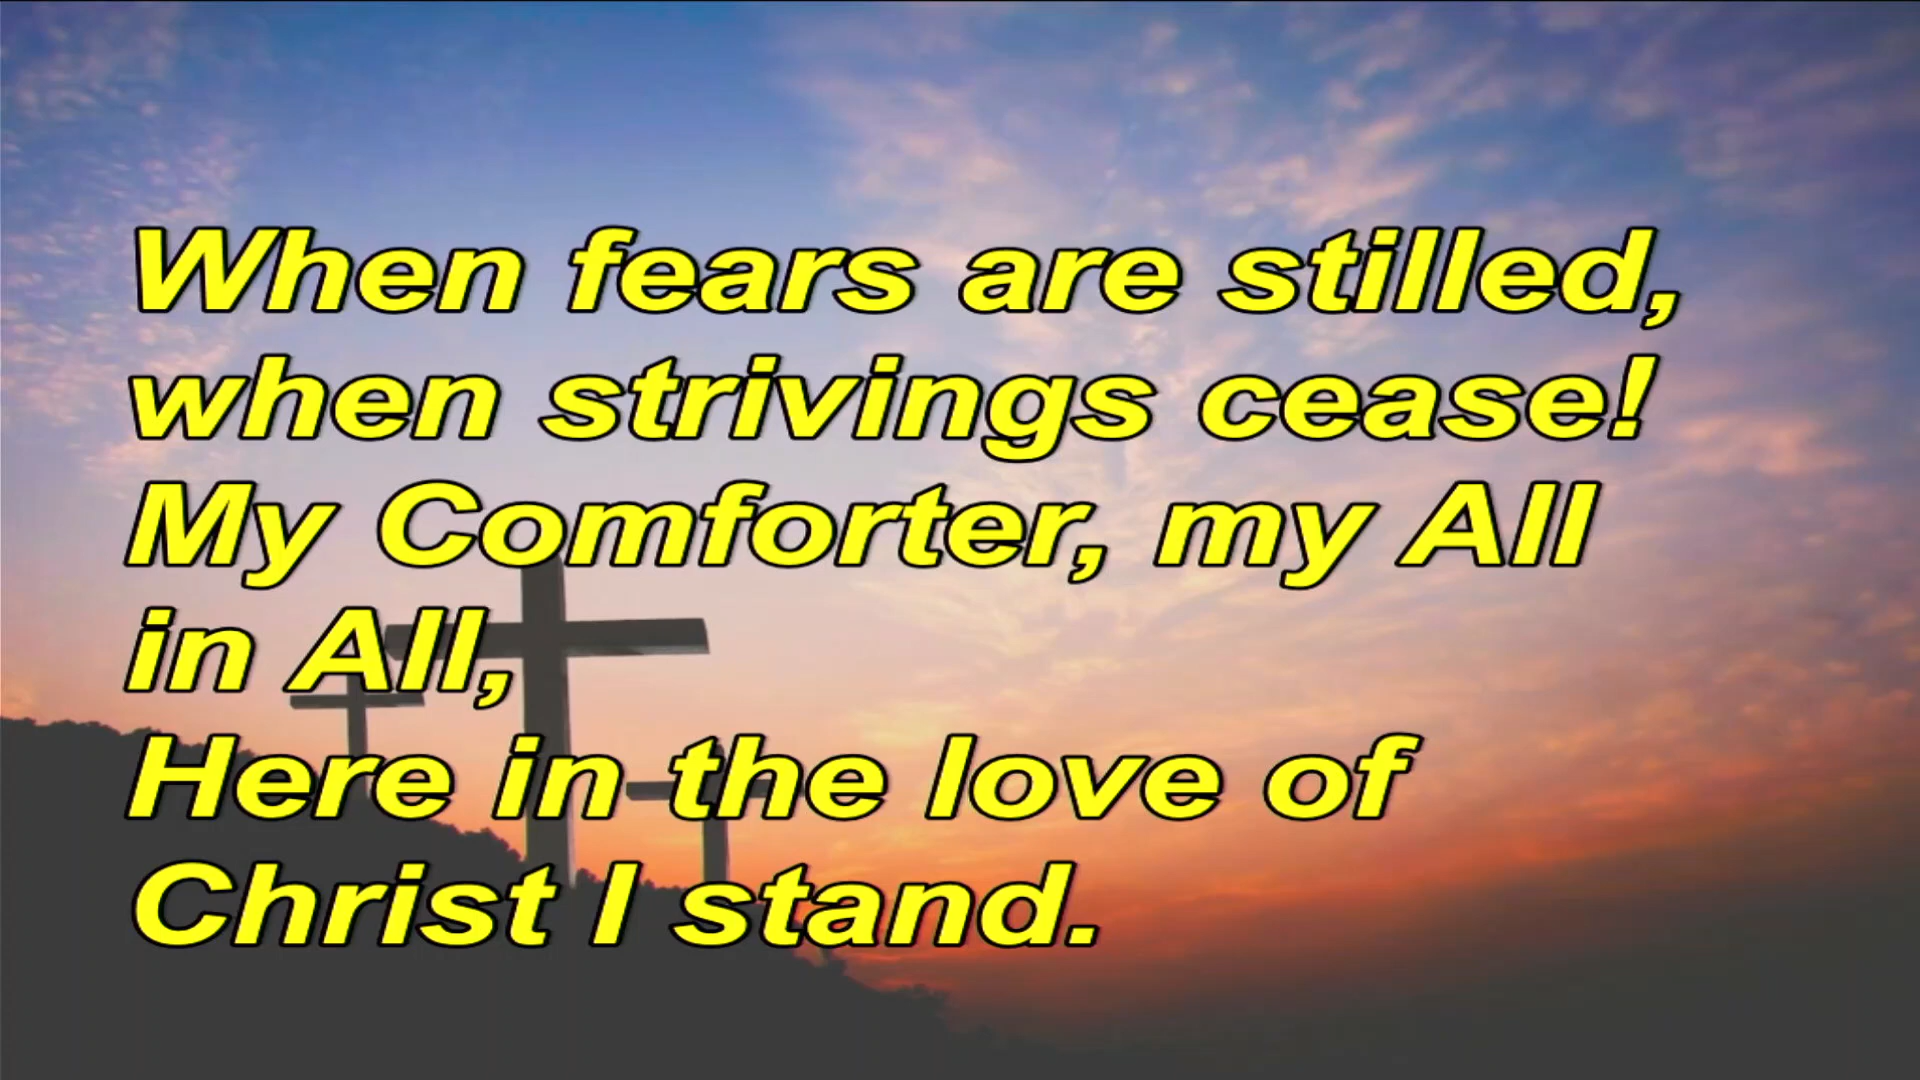 When fears are stilled,
when strivings cease!
My Comforter, my All
in All,
Here in the love of
Christ I stand.